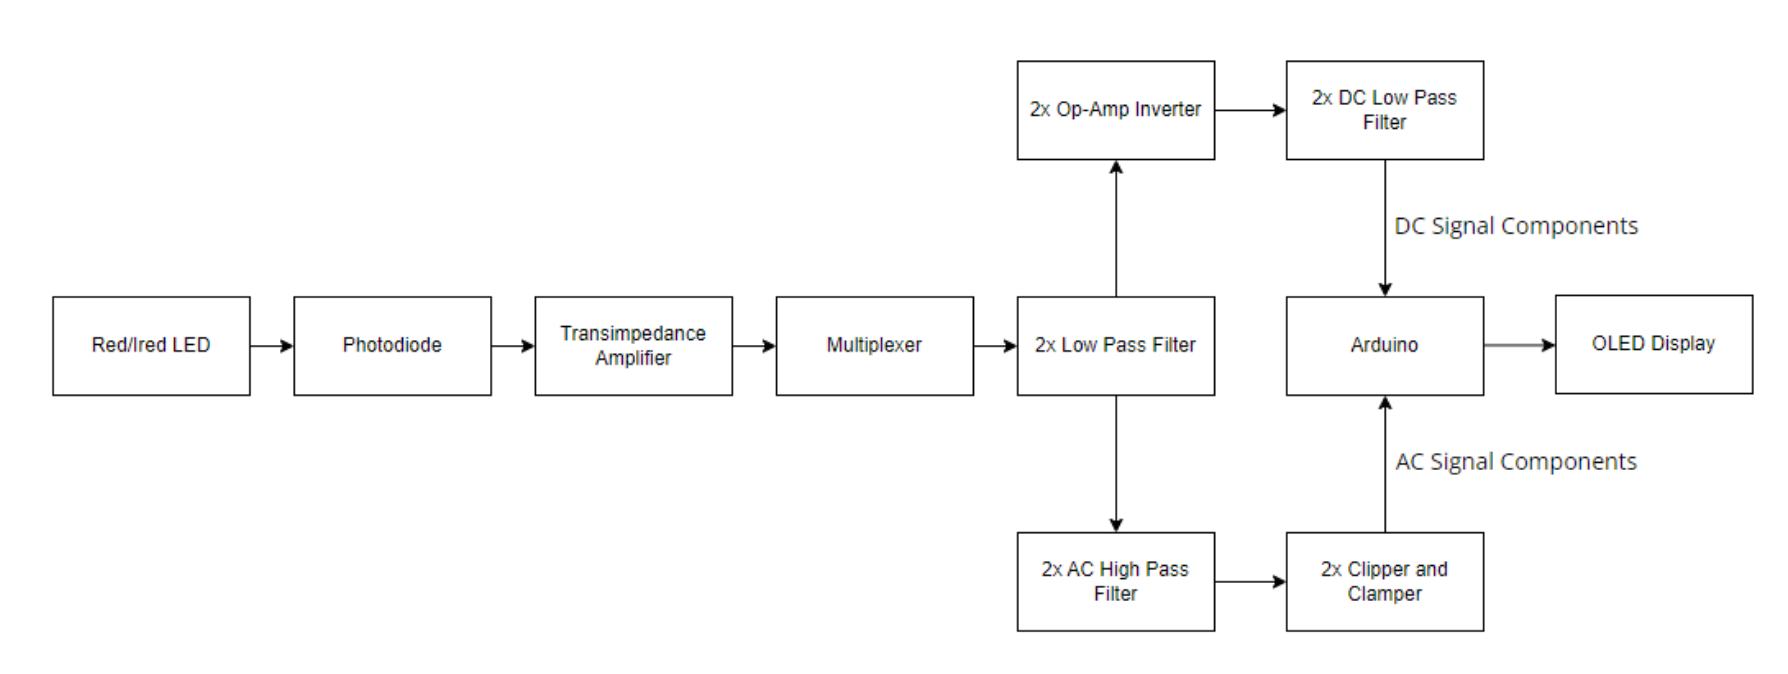 2x Op-Amp Inverter
2x DC Low Pass
Filter
DC Signal Components
Red/Ired LED
Photodiode
Transimpedance
Amplifier
Multiplexer
2x Low Pass Filter
Arduino
OLED Display
AC Signal Components
2x AC High Pass
Filter
2x Clipper and
Clamper